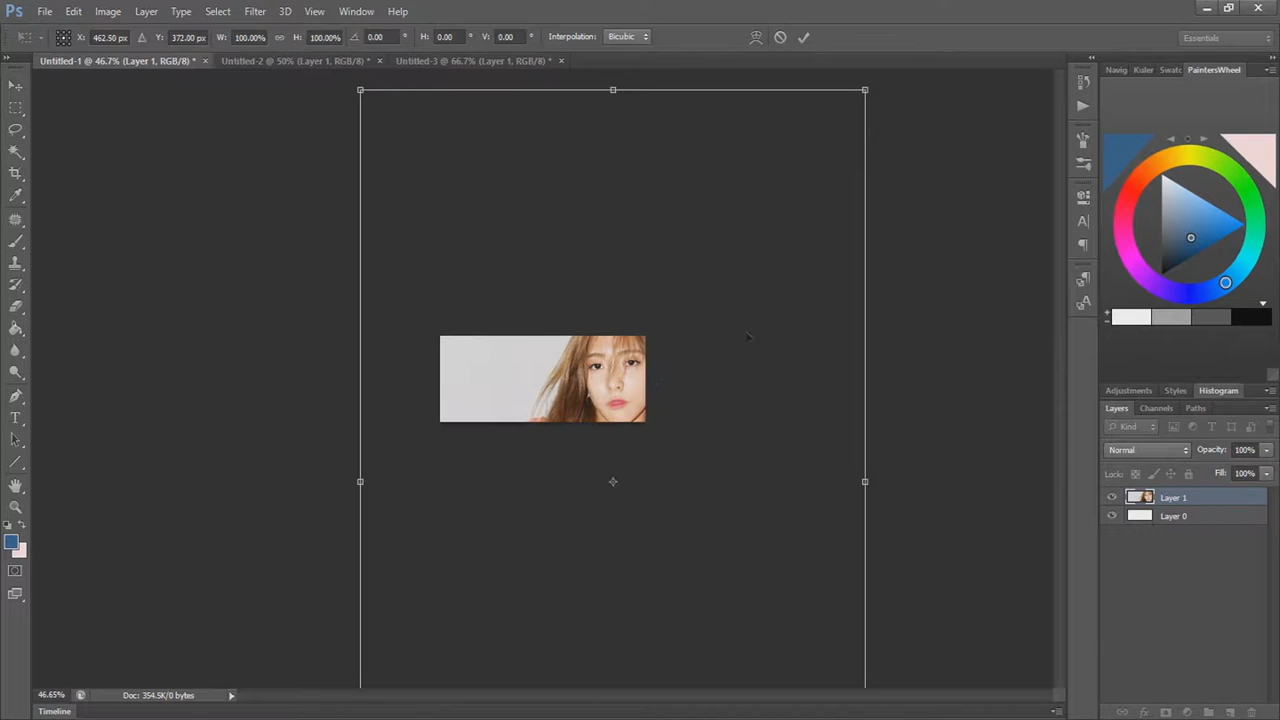 Ps File Edit Image Layer Type Select Filter 3D View Window Help
X: 462.50 px Y: 372.00 px W: 100.00% H: 100.00% 0.00 ° H: 0.00 ° V: 0.00 ° Interpolation: Bicubic Essentials
Untitled-1 @ 46.7% (Layer 1, RGB/8) * × Untitled-2 @ 50% (Layer 1, RGB/8) * × Untitled-3 @ 66.7% (Layer 1, RGB/8) * ×
Navig Kuler Swatc PaintersWheel
Adjustments Styles Histogram
Layers Channels Paths
Kind
Normal Opacity: 100%
Lock: Fill: 100%
Layer 1
Layer 0
46.65% Doc: 354.5K/0 bytes
Timeline